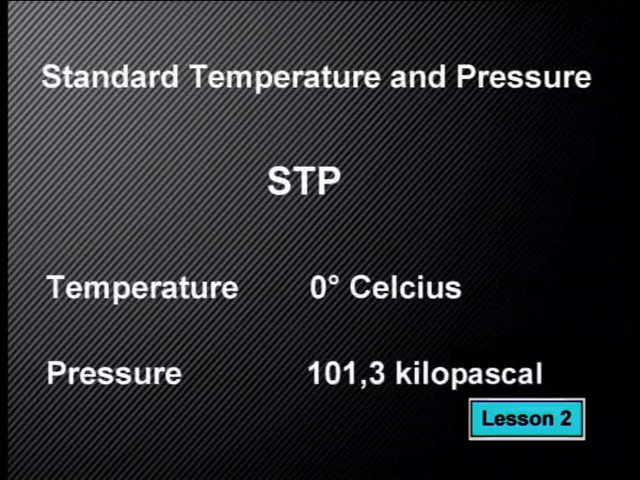 Standard Temperature and Pressure
STP
Temperature 0° Celcius
Pressure 101,3 kilopascal
Lesson 2